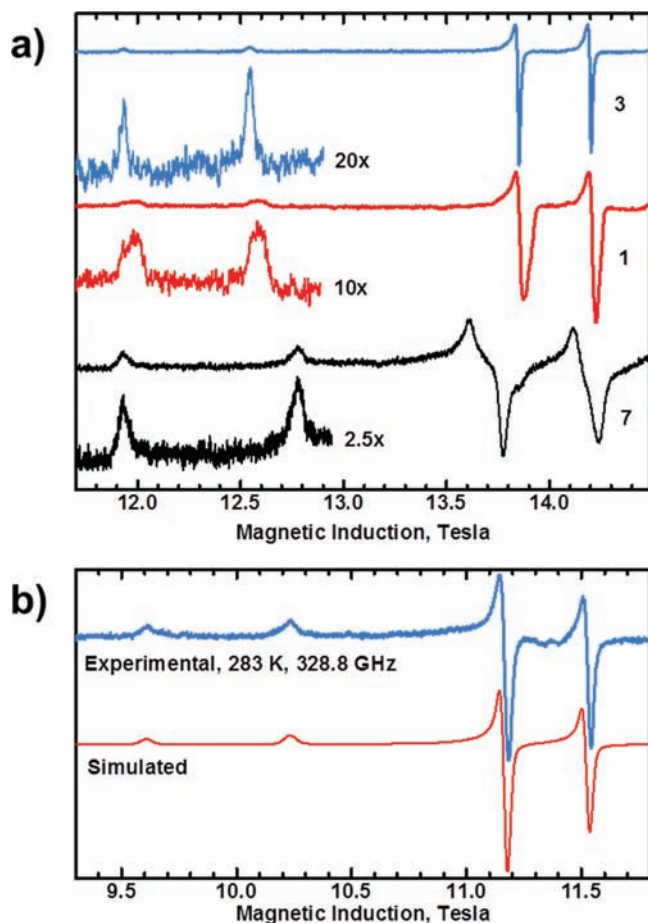 a)
3
20x
1
10x
7
2.5x
12.0 12.5 13.0 13.5 14.0
Magnetic Induction, Tesla
b)
Experimental, 283 K, 328.8 GHz
Simulated
9.5 10.0 10.5 11.0 11.5
Magnetic Induction, Tesla